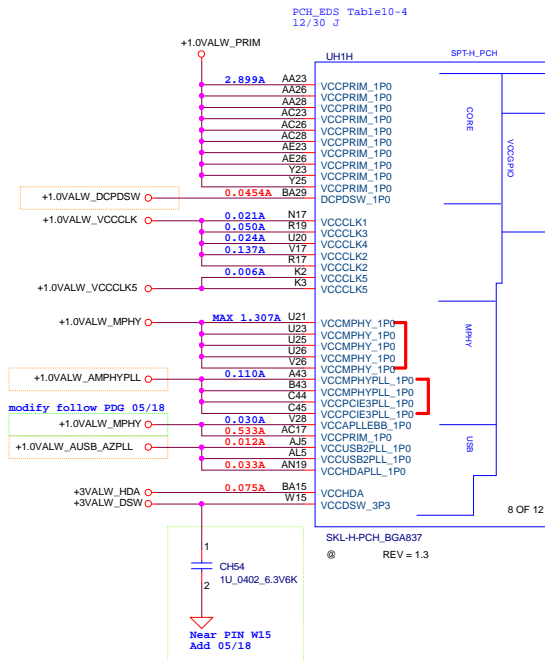 PCH_EDS Table10-4
12/30 J
+1.0VALW_PRIM
UH1H
SPT-H_PCH
2.899A AA23 VCCPRIM_1P0
AA26 VCCPRIM_1P0
AA28 VCCPRIM_1P0
AC23 VCCPRIM_1P0
AC26 VCCPRIM_1P0
AC28 VCCPRIM_1P0
AE23 VCCPRIM_1P0
AE26 VCCPRIM_1P0
Y23 VCCPRIM_1P0
Y25 VCCPRIM_1P0
CORE
VCCGPIO
+1.0VALW_DCPDSW 0.0454A BA29 DCPDSW_1P0
+1.0VALW_VCCCLK 0.021A N17 VCCCLK1
0.050A R19 VCCCLK3
0.024A U20 VCCCLK4
0.137A V17 VCCCLK2
R17 VCCCLK2
0.006A K2 VCCCLK5
+1.0VALW_VCCCLK5 K3 VCCCLK5
+1.0VALW_MPHY MAX 1.307A U21 VCCMPHY_1P0
U23 VCCMPHY_1P0
U25 VCCMPHY_1P0
U26 VCCMPHY_1P0
V26 VCCMPHY_1P0
MPHY
+1.0VALW_AMPHYPLL 0.110A A43 VCCMPHYPLL_1P0
B43 VCCMPHYPLL_1P0
C44 VCCPCIE3PLL_1P0
C45 VCCPCIE3PLL_1P0
modify follow PDG 05/18
+1.0VALW_MPHY 0.030A V28 VCCAPLLEBB_1P0
0.533A AC17 VCCPRIM_1P0
+1.0VALW_AUSB_AZPLL 0.012A AJ5 VCCUSB2PLL_1P0
AL5 VCCUSB2PLL_1P0
0.033A AN19 VCCHDAPLL_1P0
USB
+3VALW_HDA 0.075A BA15 VCCHDA
+3VALW_DSW W15 VCCDSW_3P3
8 OF 12
SKL-H-PCH_BGA837
@ REV = 1.3
1
CH54
1U_0402_6.3V6K
2
Near PIN W15
Add 05/18